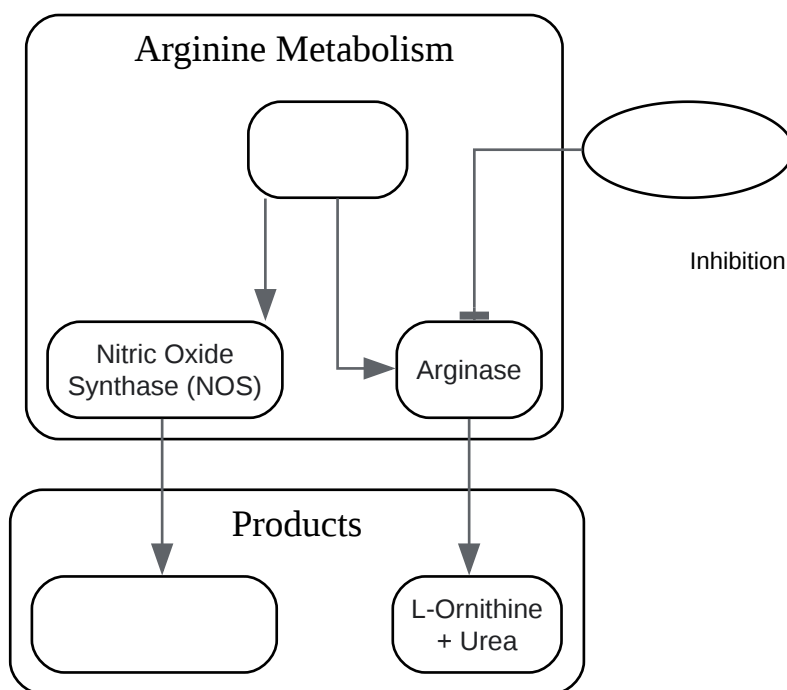 Arginine Metabolism
Inhibition
Nitric Oxide
Synthase (NOS)
Arginase
Products
L-Ornithine
+ Urea